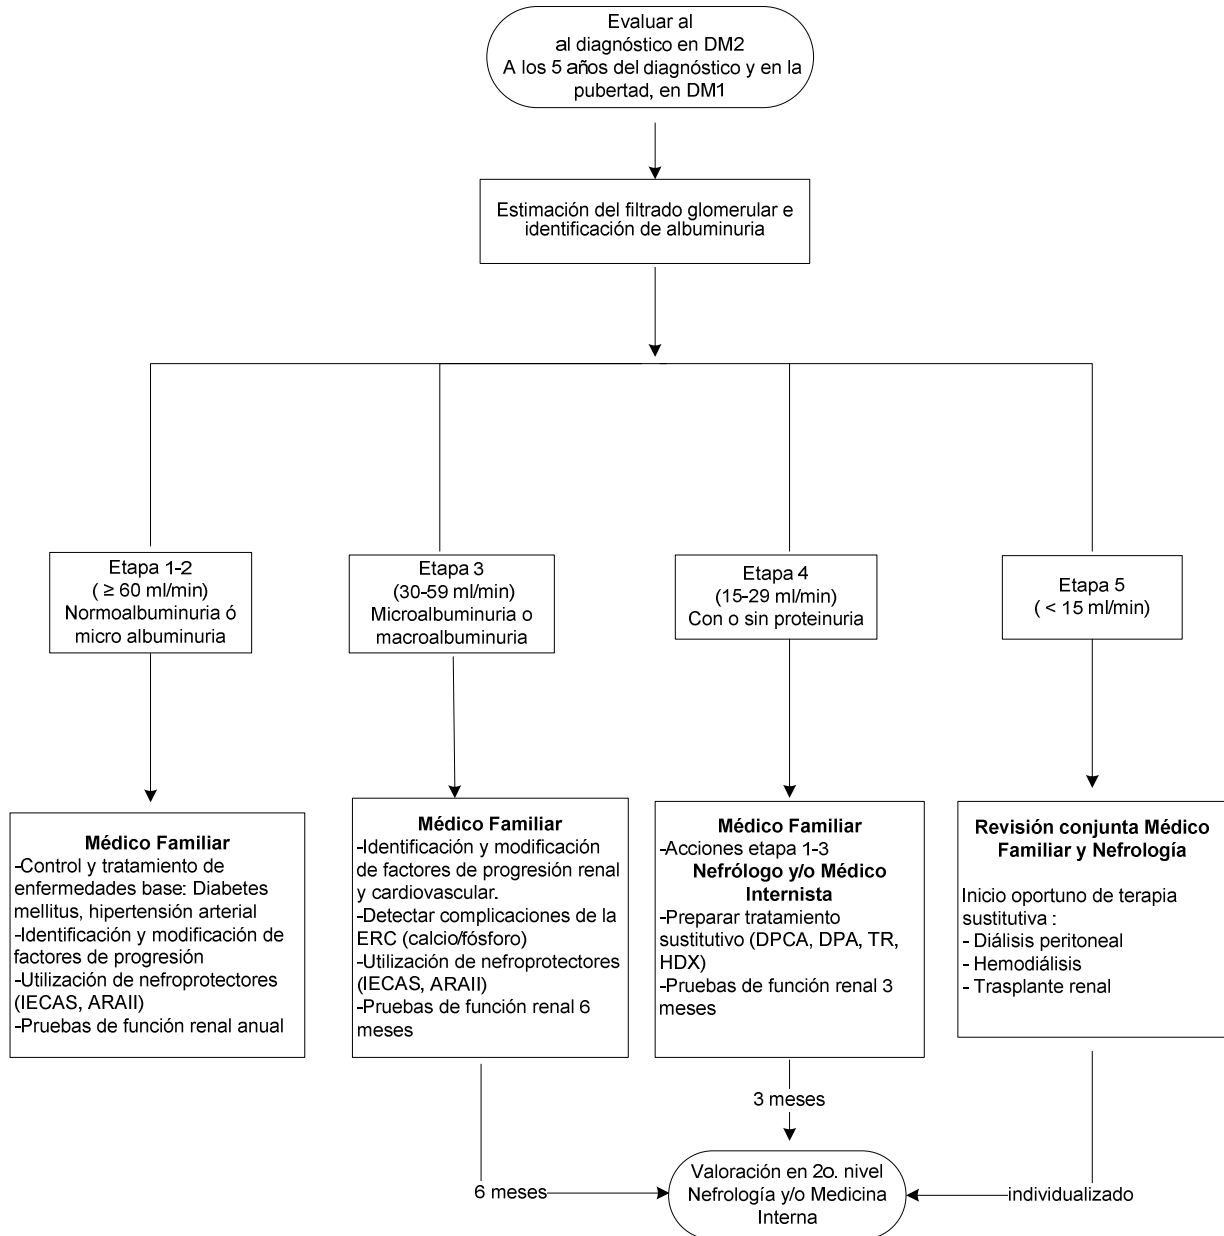 Evaluar al
al diagnóstico en DM2
A los 5 años del diagnóstico y en la
pubertad, en DM1
Estimación del filtrado glomerular e
identificación de albuminuria
Etapa 1-2
( ≥ 60 ml/min)
Normoalbuminuria ó
micro albuminuria
Etapa 3
(30-59 ml/min)
Microalbuminuria o
macroalbuminuria
Etapa 4
(15-29 ml/min)
Con o sin proteinuria
Etapa 5
( < 15 ml/min)
Médico Familiar
-Control y tratamiento de
enfermedades base: Diabetes
mellitus, hipertensión arterial
-Identificación y modificación de
factores de progresión
-Utilización de nefroprotectores
(IECAS, ARAII)
-Pruebas de función renal anual
Médico Familiar
-Identificación y modificación
de factores de progresión renal
y cardiovascular.
-Detectar complicaciones de la
ERC (calcio/fósforo)
-Utilización de nefroprotectores
(IECAS, ARAII)
-Pruebas de función renal 6
meses
Médico Familiar
-Acciones etapa 1-3
Nefrólogo y/o Médico
Internista
-Preparar tratamiento
sustitutivo (DPCA, DPA, TR,
HDX)
-Pruebas de función renal 3
meses
Revisión conjunta Médico
Familiar y Nefrología
Inicio oportuno de terapia
sustitutiva :
- Diálisis peritoneal
- Hemodiálisis
- Trasplante renal
3 meses
6 meses
Valoración en 2o. nivel
Nefrología y/o Medicina
Interna
individualizado